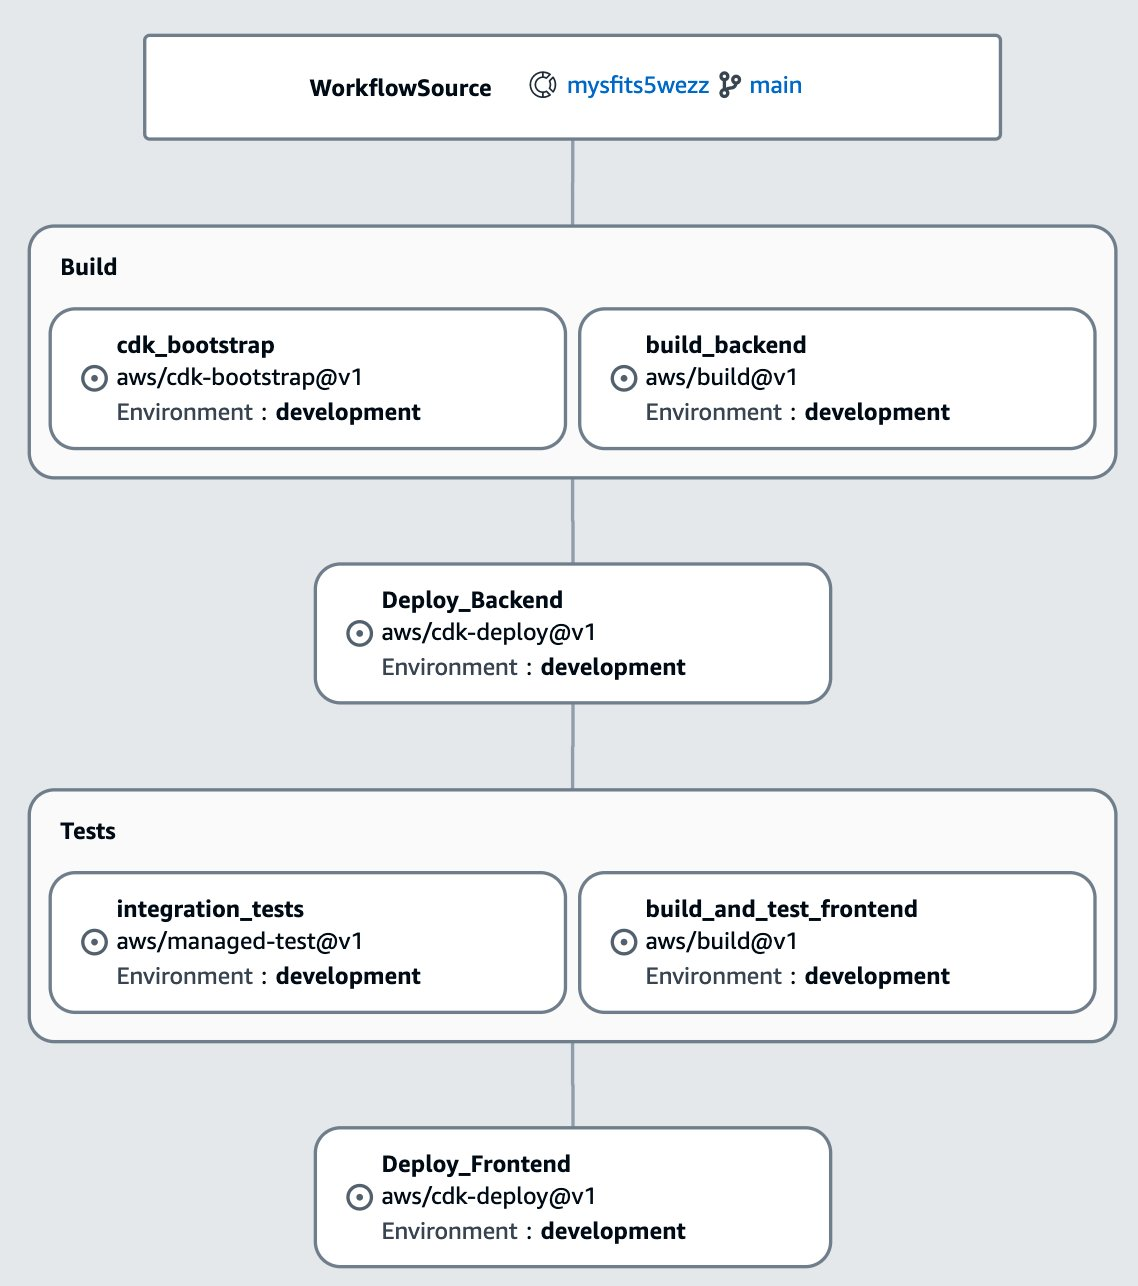 WorkflowSource mysfits5wezz main
Build
cdk_bootstrap
aws/cdk-bootstrap@v1
Environment : development
build_backend
aws/build@v1
Environment : development
Deploy_Backend
aws/cdk-deploy@v1
Environment : development
Tests
integration_tests
aws/managed-test@v1
Environment : development
build_and_test_frontend
aws/build@v1
Environment : development
Deploy_Frontend
aws/cdk-deploy@v1
Environment : development